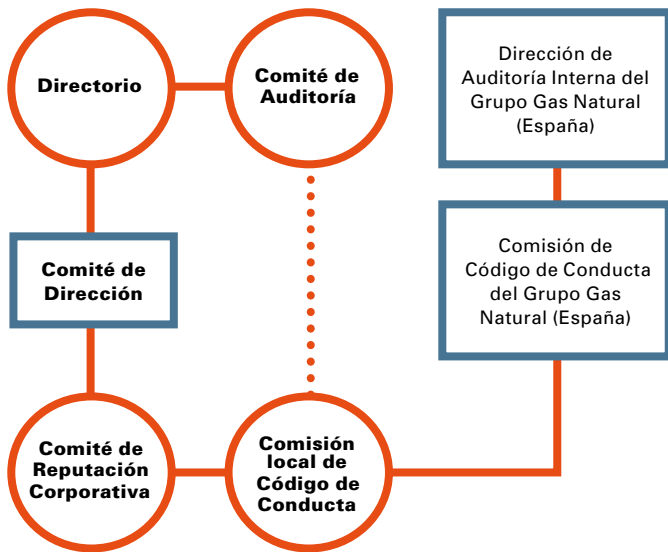 Directorio
Comité de
Auditoría
Dirección de
Auditoría Interna del
Grupo Gas Natural
(España)
Comité de
Dirección
Comisión de
Código de Conducta
del Grupo Gas
Natural (España)
Comité de
Reputación
Corporativa
Comisión
local de
Código de
Conducta